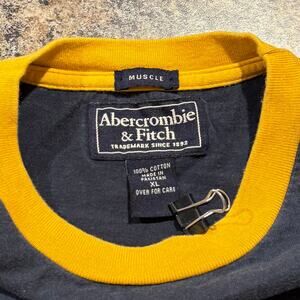 MUSCLE
Abercrombie
& Fitch
TRADEMARK SINCE 1892
100% COTTON
MADE IN
PAKISTAN
XL
OVER FOR CARE